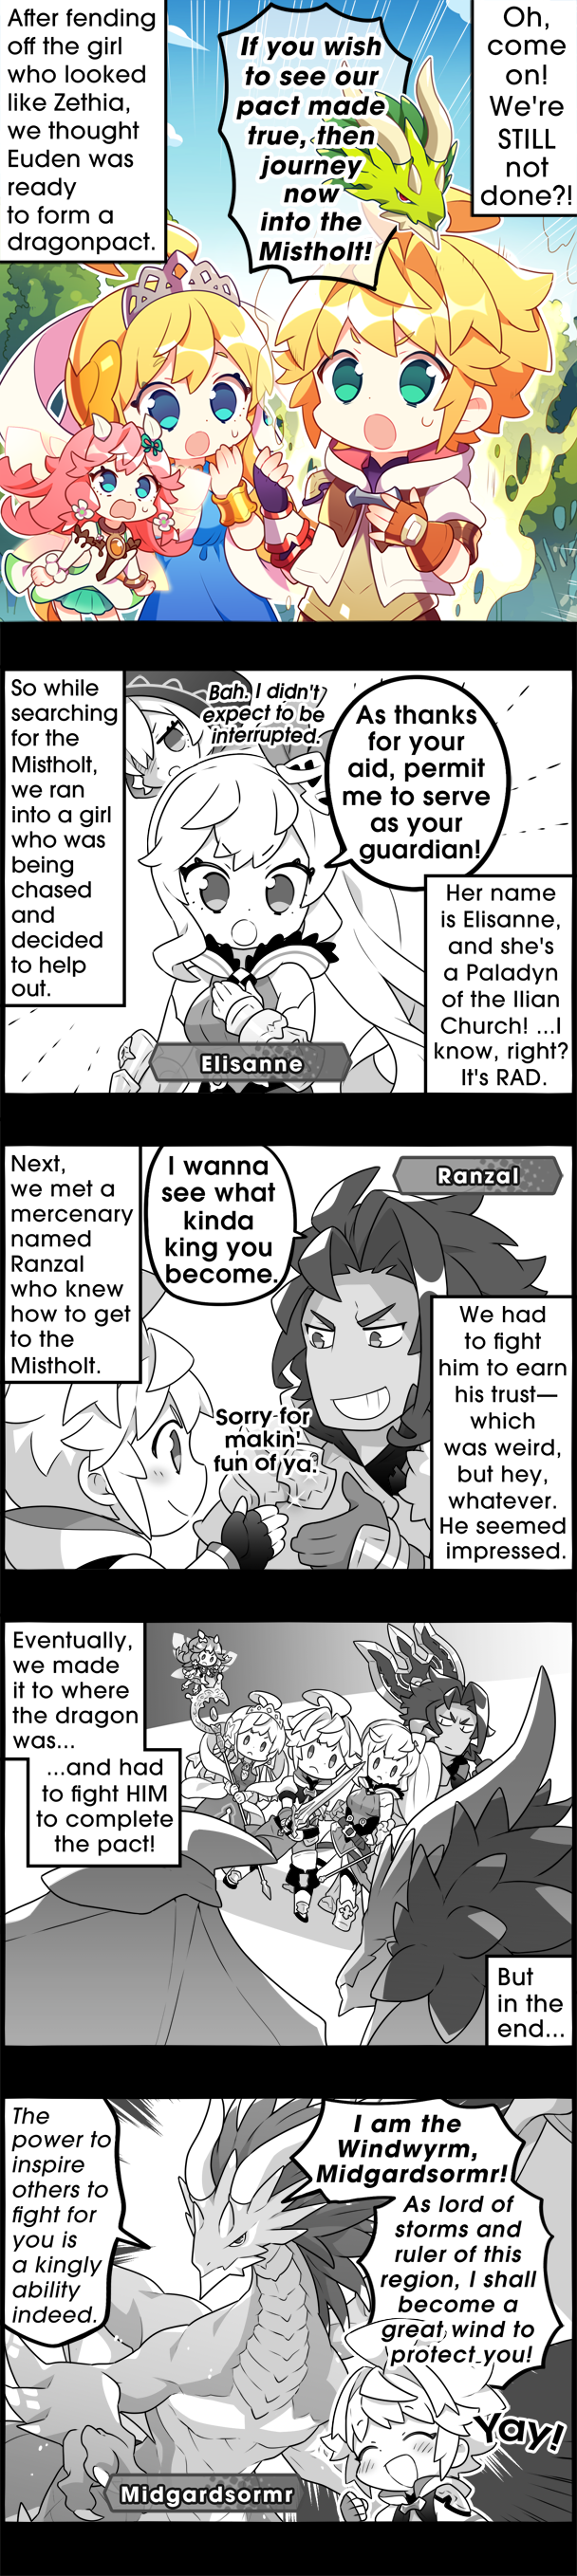 After fending
off the girl
who looked
like Zethia,
we thought
Euden was
ready
to form a
dragonpact.
If you wish
to see our
pact made
true, then
journey
now
into the
Mistholt!
Oh,
come
on!
We're
STILL
not
done?!
So while
searching
for the
Mistholt,
we ran
into a girl
who was
being
chased
and
decided
to help
out.
Bah. I didn't
expect to be
interrupted.
As thanks
for your
aid, permit
me to serve
as your
guardian!
Her name
is Elisanne,
and she's
a Paladyn
of the Ilian
Church! ...I
know, right?
It's RAD.
Elisanne
Next,
we met a
mercenary
named
Ranzal
who knew
how to get
to the
Mistholt.
I wanna
see what
kinda
king you
become.
Ranzal
Sorry for
makin'
fun of ya.
We had
to fight
him to earn
his trust—
which
was weird,
but hey,
whatever.
He seemed
impressed.
Eventually,
we made
it to where
the dragon
was...
...and had
to fight HIM
to complete
the pact!
But
in the
end...
The
power to
inspire
others to
fight for
you is
a kingly
ability
indeed.
I am the
Windwyrm,
Midgardsormr!
As lord of
storms and
ruler of this
region, I shall
become a
great wind to
protect you!
Yay!
Midgardsormr